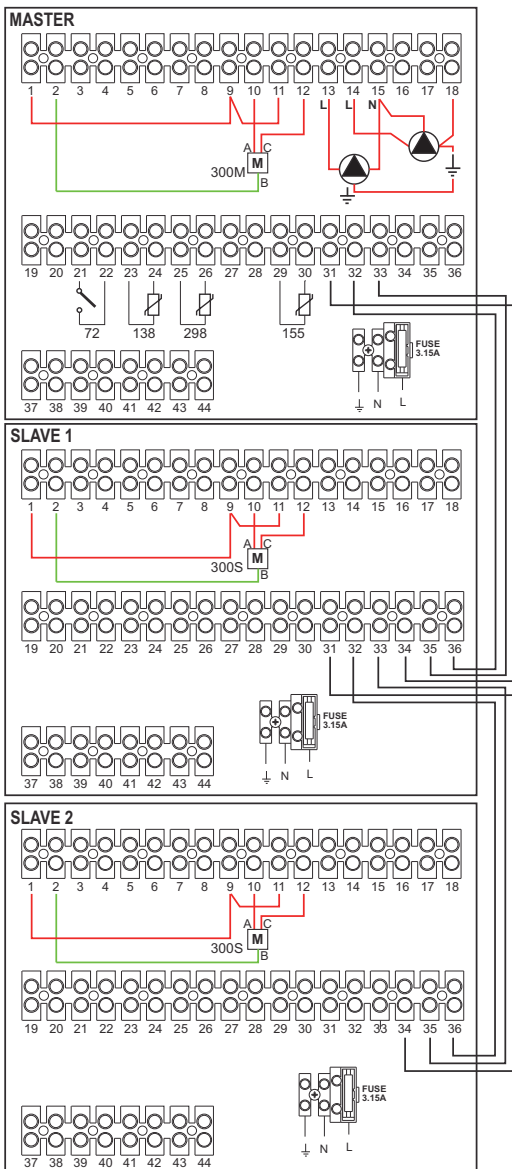 MASTER
1 2 3 4 5 6 7 8 9 10 11 12 13 14 15 16 17 18
L L N
A C
300M M
B
19 20 21 22 23 24 25 26 27 28 29 30 31 32 33 34 35 36
72 138 298 155
FUSE
3.15A
N L
37 38 39 40 41 42 43 44
SLAVE 1
1 2 3 4 5 6 7 8 9 10 11 12 13 14 15 16 17 18
A C
300S M
B
19 20 21 22 23 24 25 26 27 28 29 30 31 32 33 34 35 36
FUSE
3.15A
N L
37 38 39 40 41 42 43 44
SLAVE 2
1 2 3 4 5 6 7 8 9 10 11 12 13 14 15 16 17 18
A C
300S M
B
19 20 21 22 23 24 25 26 27 28 29 30 31 32 33 34 35 36
FUSE
3.15A
N L
37 38 39 40 41 42 43 44